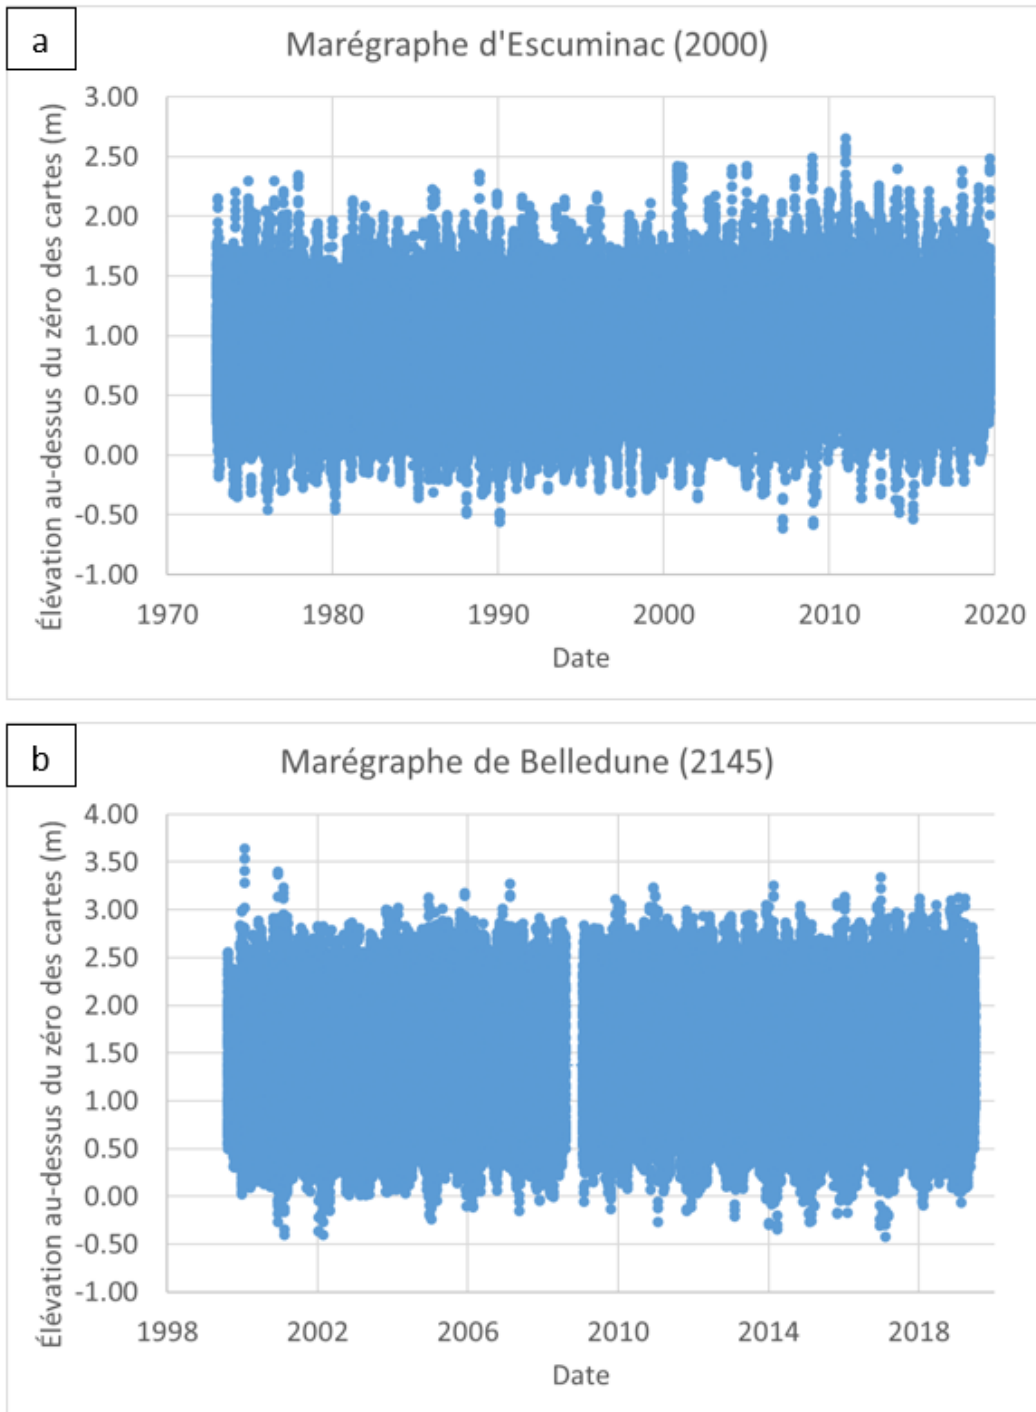 a
Marégraphe d'Escuminac (2000)
Élévation au-dessus du zéro des cartes (m)
3.00
2.50
2.00
1.50
1.00
0.50
0.00
-0.50
-1.00
1970 1980 1990 2000 2010 2020
Date
b
Marégraphe de Belledune (2145)
Élévation au-dessus du zéro des cartes (m)
4.00
3.50
3.00
2.50
2.00
1.50
1.00
0.50
0.00
-0.50
-1.00
1998 2002 2006 2010 2014 2018
Date